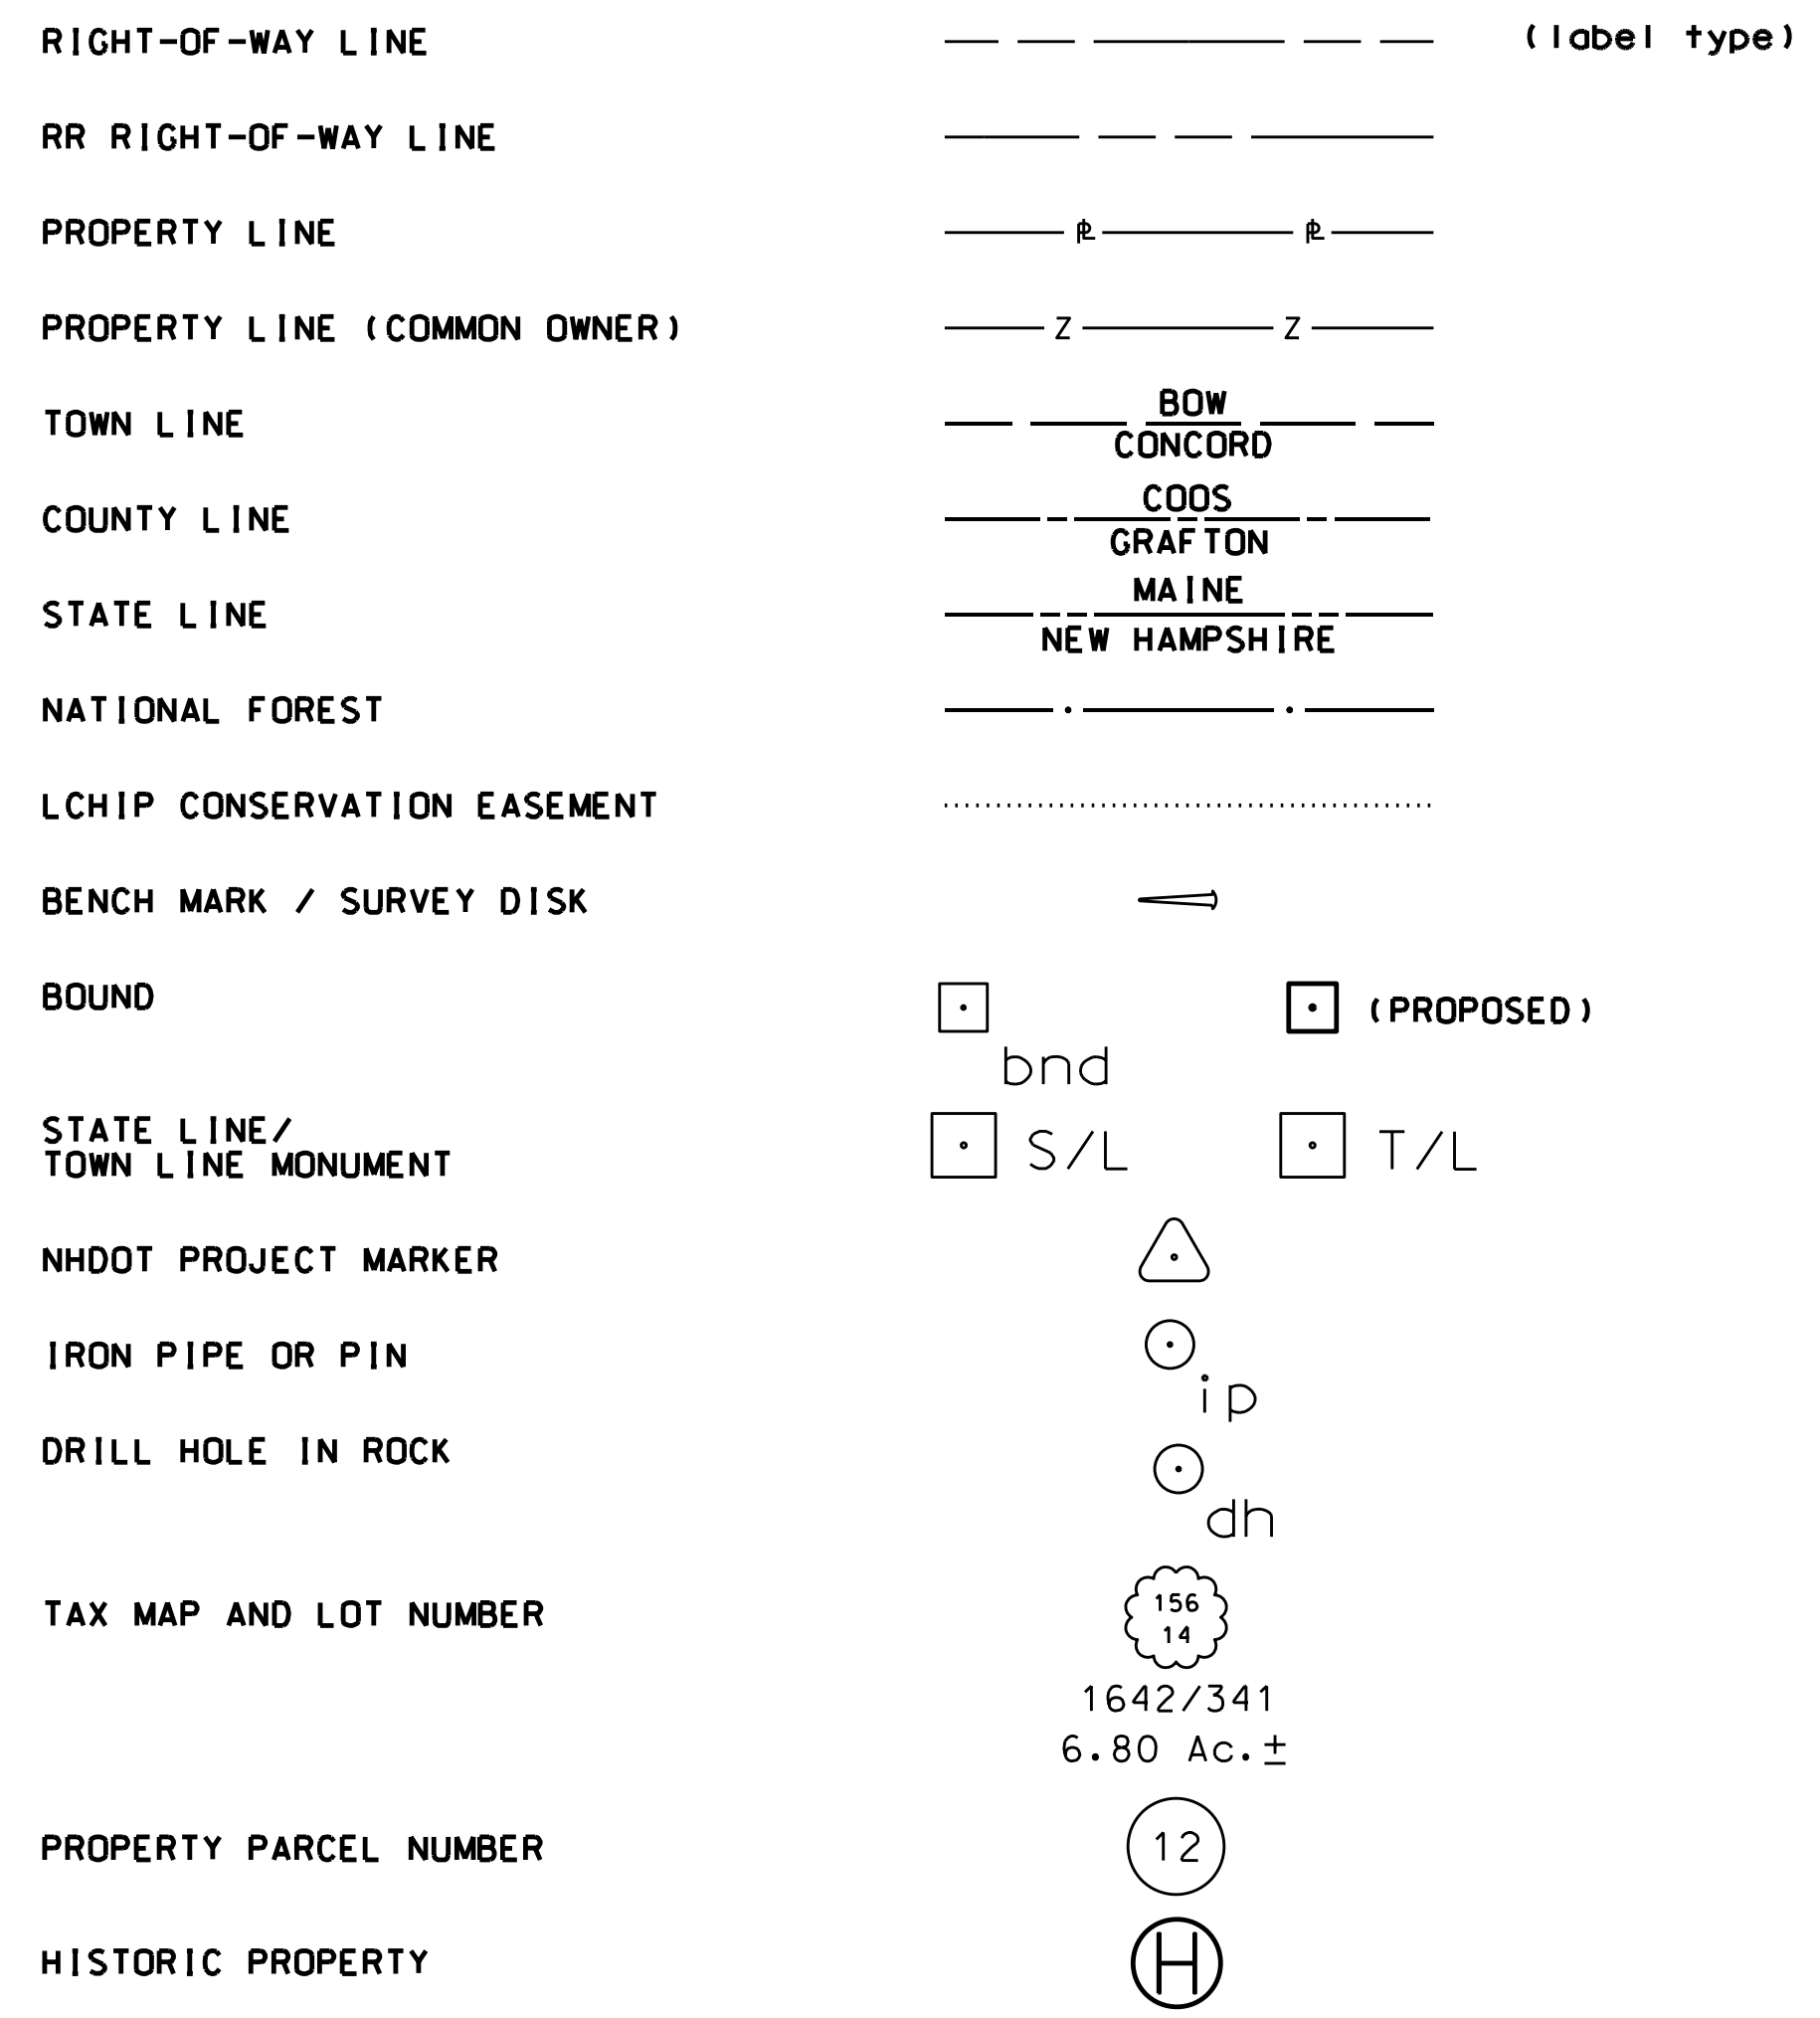 RIGHT-OF-WAY LINE (label type)
RR RIGHT-OF-WAY LINE
PROPERTY LINE ⅊ ⅊
PROPERTY LINE (COMMON OWNER) Z Z
BOW
TOWN LINE
CONCORD
COOS
COUNTY LINE
GRAFTON
MAINE
STATE LINE
NEW HAMPSHIRE
NATIONAL FOREST
LCHIP CONSERVATION EASEMENT
BENCH MARK / SURVEY DISK
BOUND (PROPOSED)
bnd
STATE LINE/
TOWN LINE MONUMENT S/L T/L
NHDOT PROJECT MARKER
IRON PIPE OR PIN
ip
DRILL HOLE IN ROCK
dh
TAX MAP AND LOT NUMBER
156
14
1642/341
6.80 Ac.±
PROPERTY PARCEL NUMBER 12
HISTORIC PROPERTY H